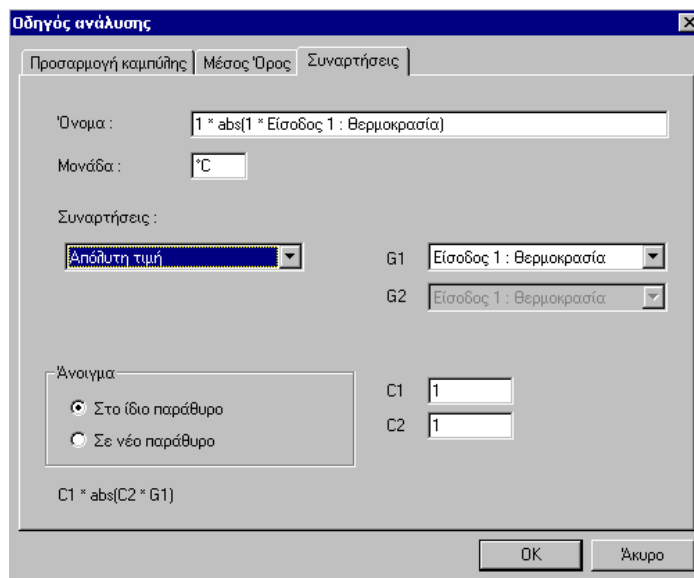 Οδηγός ανάλυσης
Προσαρμογή καμπύλης Μέσος Όρος Συναρτήσεις
Όνομα : 1 * abs(1 * Είσοδος 1 : Θερμοκρασία)
Μονάδα : °C
Συναρτήσεις :
Απόλυτη τιμή G1 Είσοδος 1 : Θερμοκρασία
G2 Είσοδος 1 : Θερμοκρασία
Άνοιγμα
Στο ίδιο παράθυρο
Σε νέο παράθυρο
C1 1
C2 1
C1 * abs(C2 * G1)
OK Άκυρο